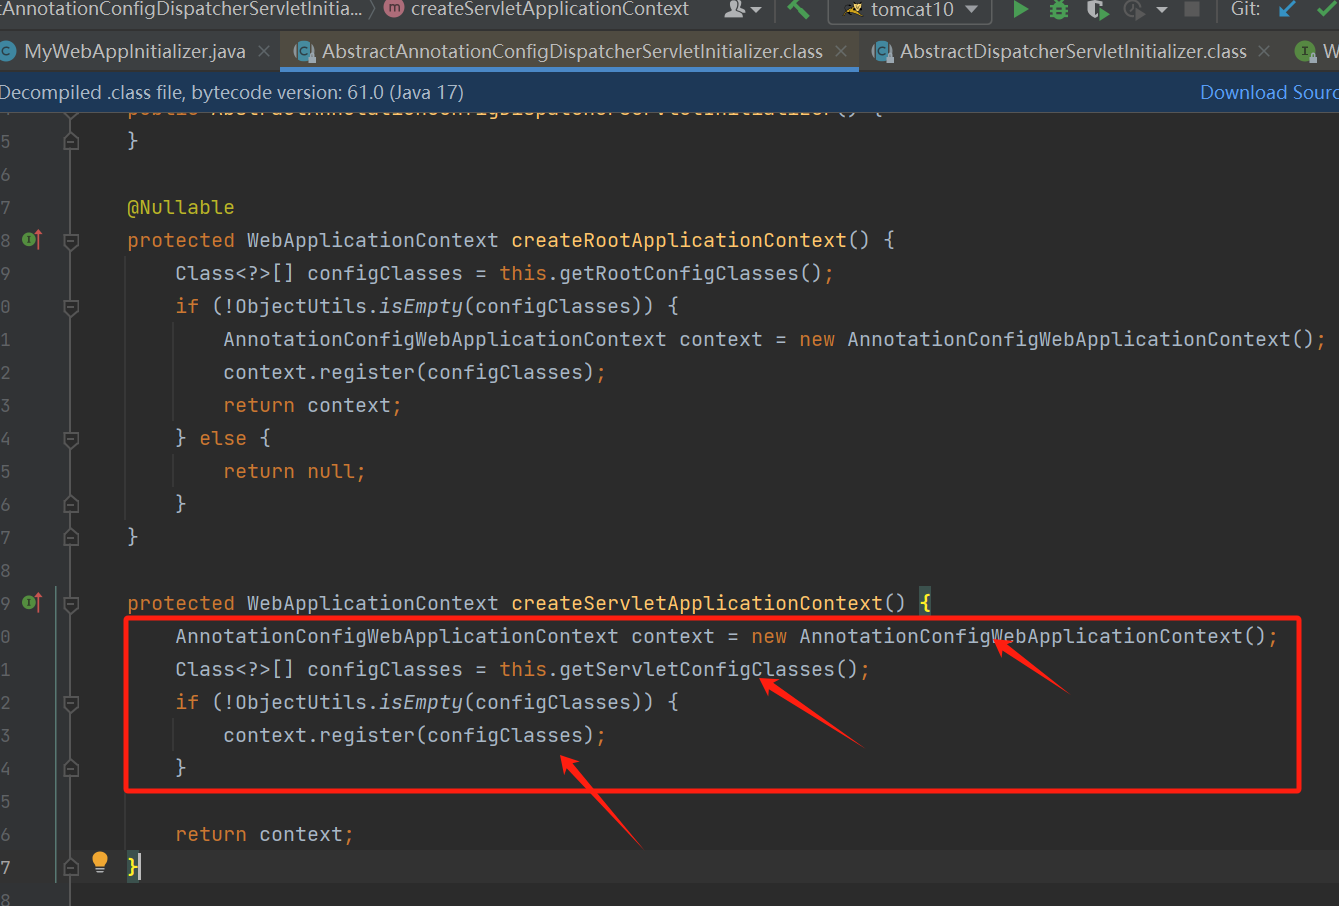 tAnnotationConfigDispatcherServletInitia... createServletApplicationContext tomcat10 Git:
MyWebAppInitializer.java AbstractAnnotationConfigDispatcherServletInitializer.class AbstractDispatcherServletInitializer.class W
Decompiled .class file, bytecode version: 61.0 (Java 17) Download Sourc
public AbstractAnnotationConfigDispatcherServletInitializer() {
5 }
6
7 @Nullable
8 protected WebApplicationContext createRootApplicationContext() {
9 Class<?>[] configClasses = this.getRootConfigClasses();
0 if (!ObjectUtils.isEmpty(configClasses)) {
1 AnnotationConfigWebApplicationContext context = new AnnotationConfigWebApplicationContext();
2 context.register(configClasses);
3 return context;
4 } else {
5 return null;
6 }
7 }
8
9 protected WebApplicationContext createServletApplicationContext() {
0 AnnotationConfigWebApplicationContext context = new AnnotationConfigWebApplicationContext();
1 Class<?>[] configClasses = this.getServletConfigClasses();
2 if (!ObjectUtils.isEmpty(configClasses)) {
3 context.register(configClasses);
4 }
5
6 return context;
7 }
8